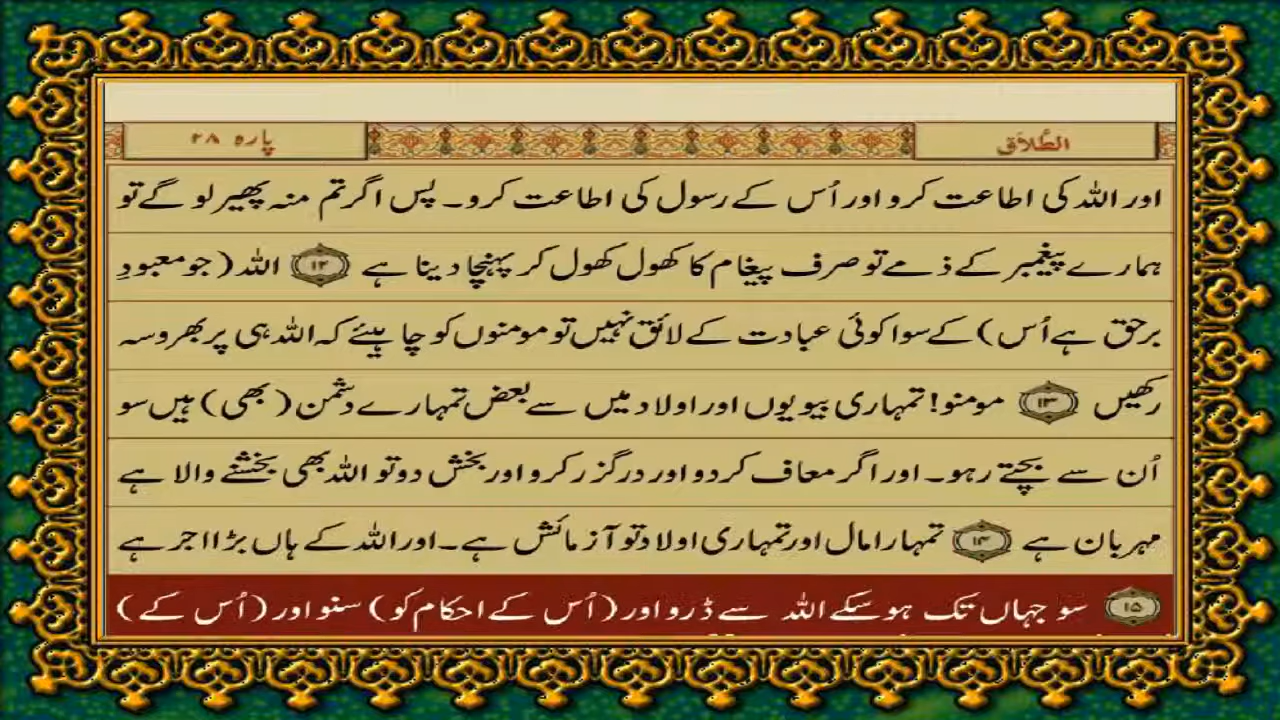 الطَّلَاق پارہ ۲۸
اور اللہ کی اطاعت کرو اور اُس کے رسول کی اطاعت کرو۔ پس اگر تم منہ پھیر لو گے تو
ہمارے پیغمبر کے ذمے تو صرف پیغام کا کھول کھول کر پہنچا دینا ہے ۱۲ اللہ (جو معبودِ
برحق ہے اُس) کے سوا کوئی عبادت کے لائق نہیں تو مومنوں کو چاہیئے کہ اللہ ہی پر بھروسہ
رکھیں ۱۳ مومنو! تمہاری بیویوں اور اولاد میں سے بعض تمہارے دشمن (بھی) ہیں سو
اُن سے بچتے رہو۔ اور اگر معاف کردو اور درگزر کرو اور بخش دو تو اللہ بھی بخشنے والا ہے
مہربان ہے ۱۴ تمہارا مال اور تمہاری اولاد تو آزمائش ہے۔ اور اللہ کے ہاں بڑا اجر ہے
۱۵ سو جہاں تک ہوسکے اللہ سے ڈرو اور (اُس کے احکام کو) سنو اور (اُس کے)